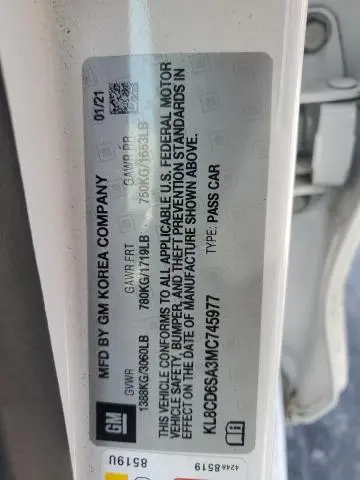 GM
MFD BY GM KOREA COMPANY
01/21
GVWR GAWR FRT GAWR RR
1388KG/3060LB 780KG/1719LB 750KG/1653LB
THIS VEHICLE CONFORMS TO ALL APPLICABLE U.S. FEDERAL MOTOR
VEHICLE SAFETY, BUMPER, AND THEFT PREVENTION STANDARDS IN
EFFECT ON THE DATE OF MANUFACTURE SHOWN ABOVE.
KL8CD6SA3MC745977 TYPE: PASS CAR
8519U
4248 8519